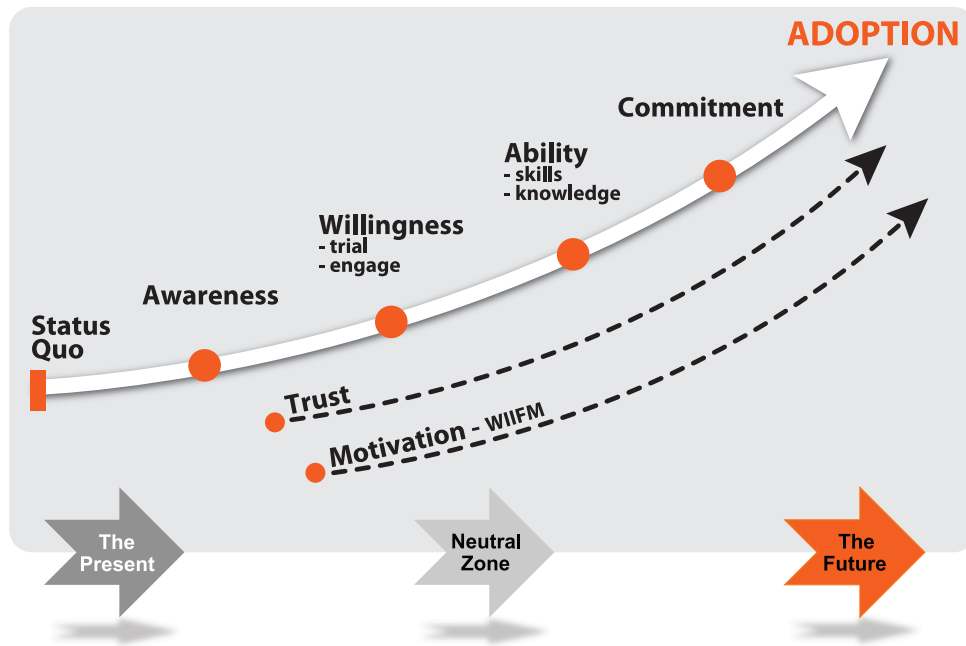 ADOPTION
Commitment
Ability
- skills
- knowledge
Willingness
- trial
- engage
Awareness
Status
Quo
Trust
Motivation - WIIFM
The
Present
Neutral
Zone
The
Future